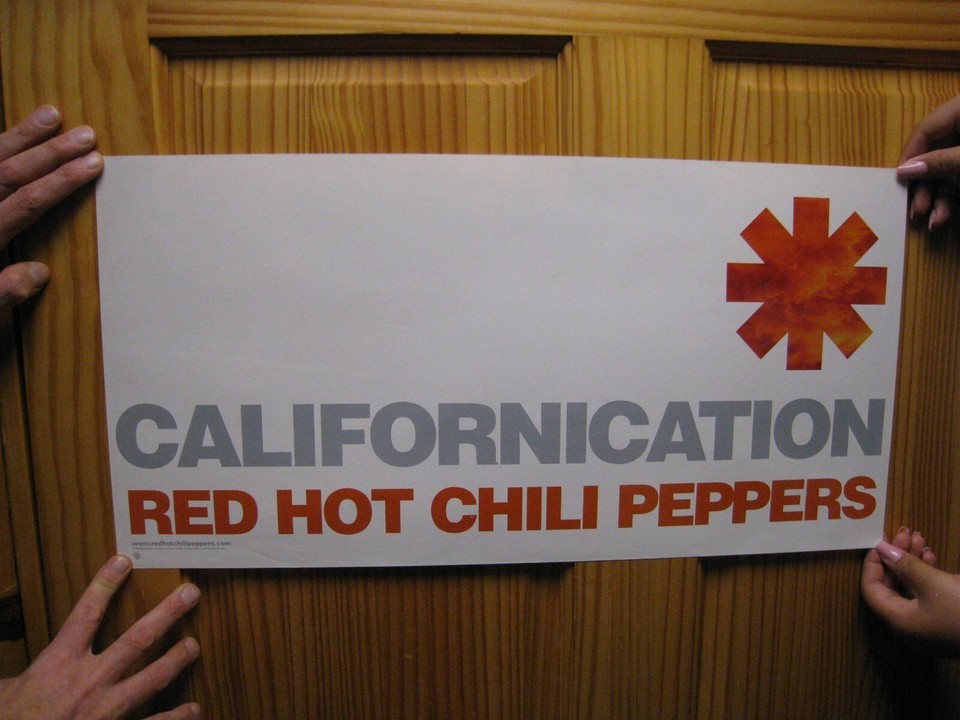 CALIFORNICATION
RED HOT CHILI PEPPERS
www.redhotchilipeppers.com